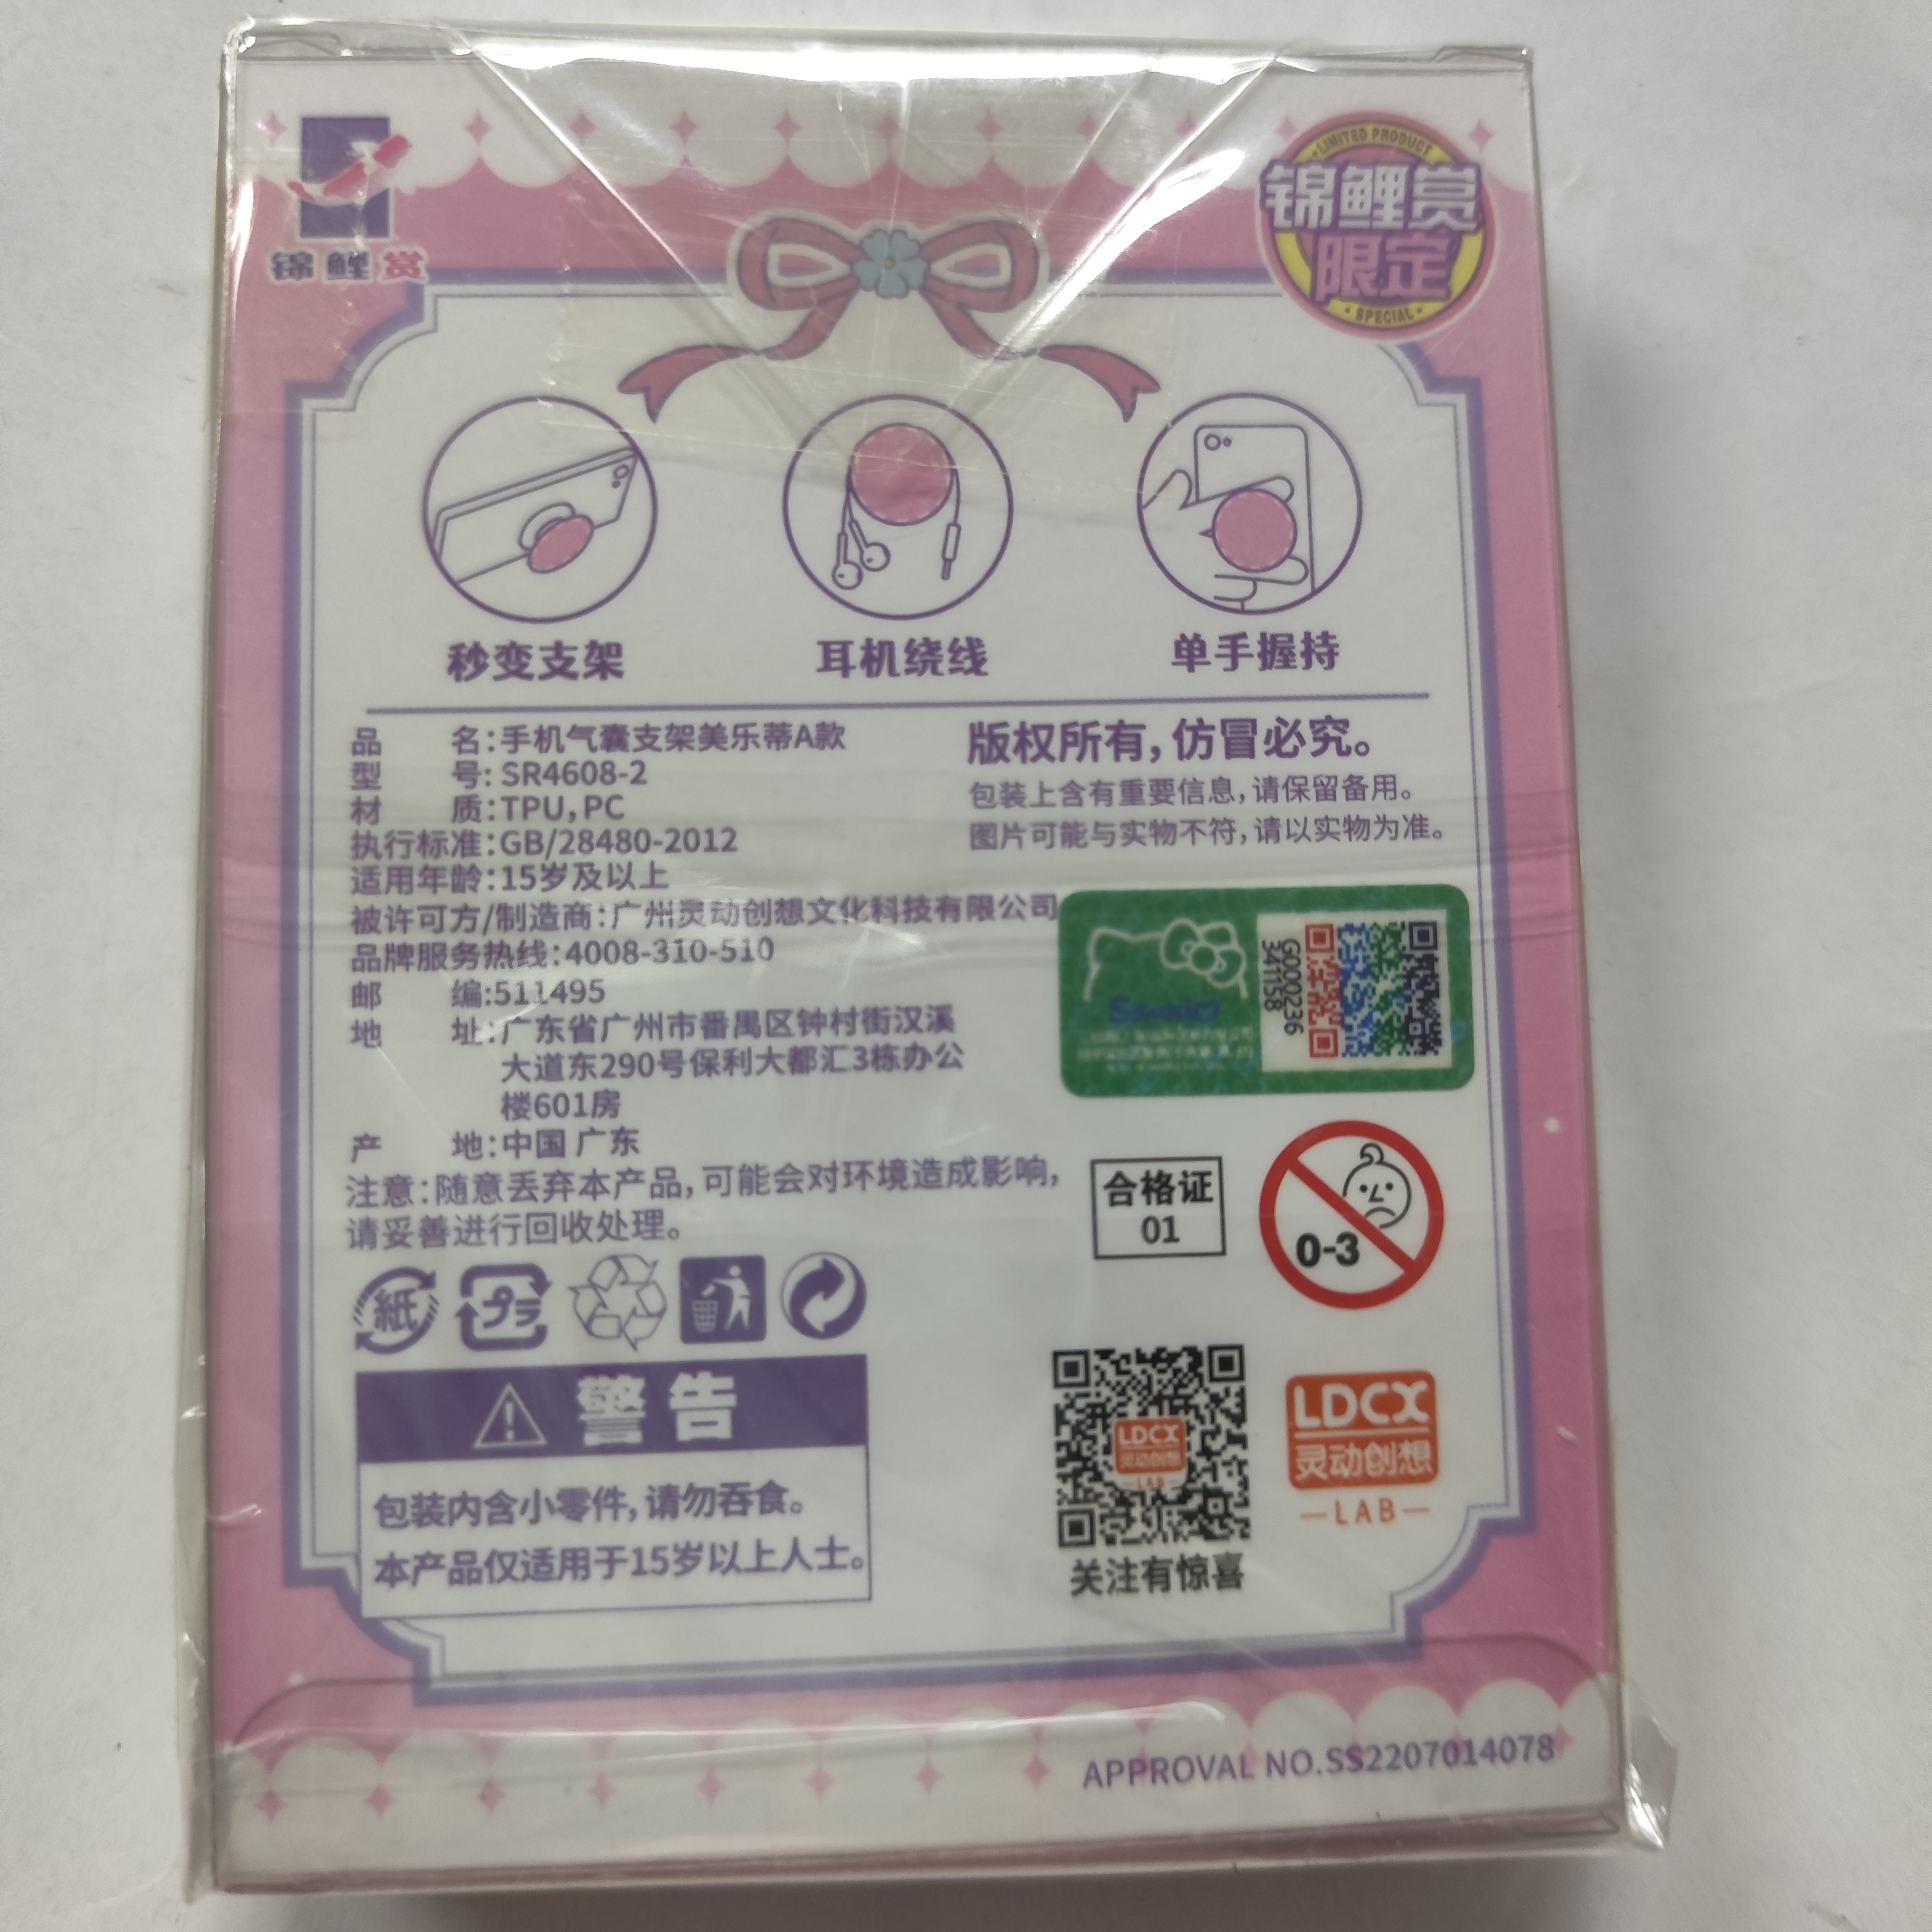 锦鲤赏
LIMITED PRODUCT
锦鲤赏
限定
SPECIAL
秒变支架
耳机绕线
单手握持
品 名:手机气囊支架美乐蒂A款
型 号: SR4608-2
材 质:TPU,PC
执行标准:GB/28480-2012
适用年龄:15岁及以上
被许可方/制造商:广州灵动创想文化科技有限公司
品牌服务热线:4008-310-510
邮 编:511495
地 址:广东省广州市番禺区钟村街汉溪
大道东290号保利大都汇3栋办公
楼601房
产 地:中国 广东
注意:随意丢弃本产品,可能会对环境造成影响,
请妥善进行回收处理。
版权所有,仿冒必究。
包装上含有重要信息,请保留备用。
图片可能与实物不符,请以实物为准。
Sanrio
G000236
341158
合格证
01
0-3
紙
プラ
警告
包装内含小零件,请勿吞食。
本产品仅适用于15岁以上人士。
LDCX
灵动创想
LAB
关注有惊喜
LDCX
灵动创想
LAB
APPROVAL NO.SS2207014078